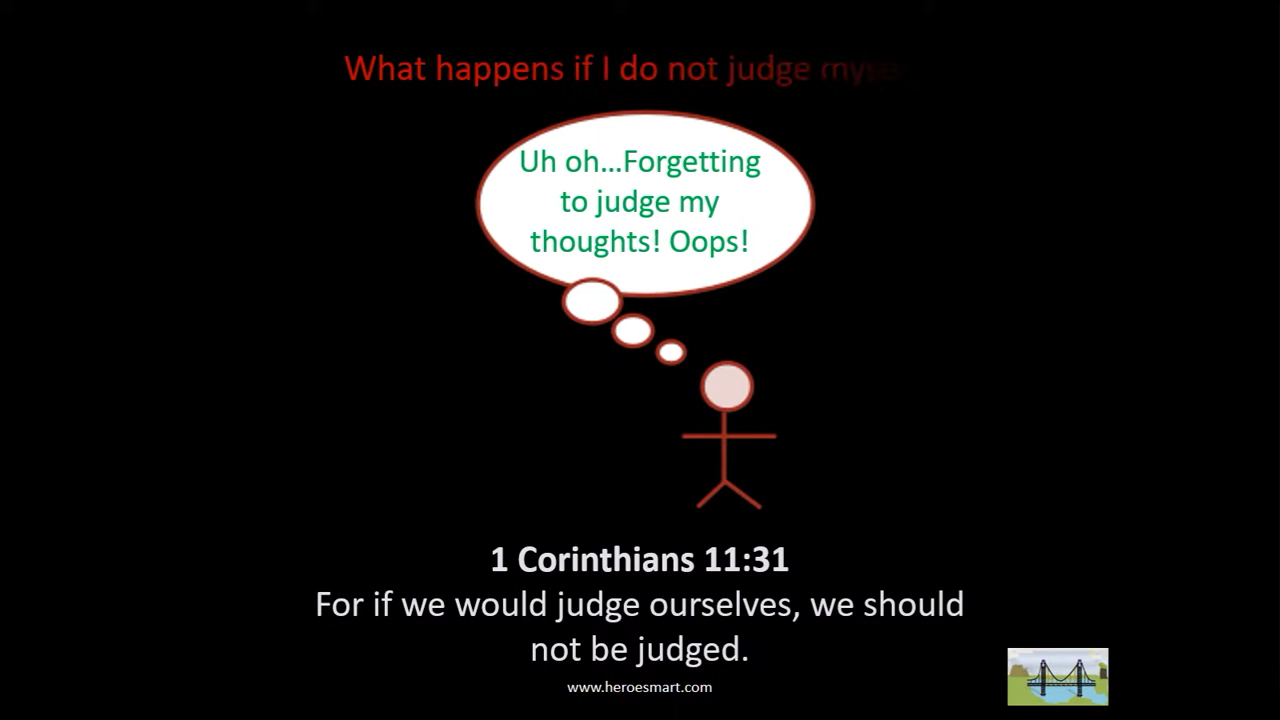 What happens if I do not judge
Uh oh...Forgetting
to judge my
thoughts! Oops!
1 Corinthians 11:31
For if we would judge ourselves, we should
not be judged.
www.heroesmart.com